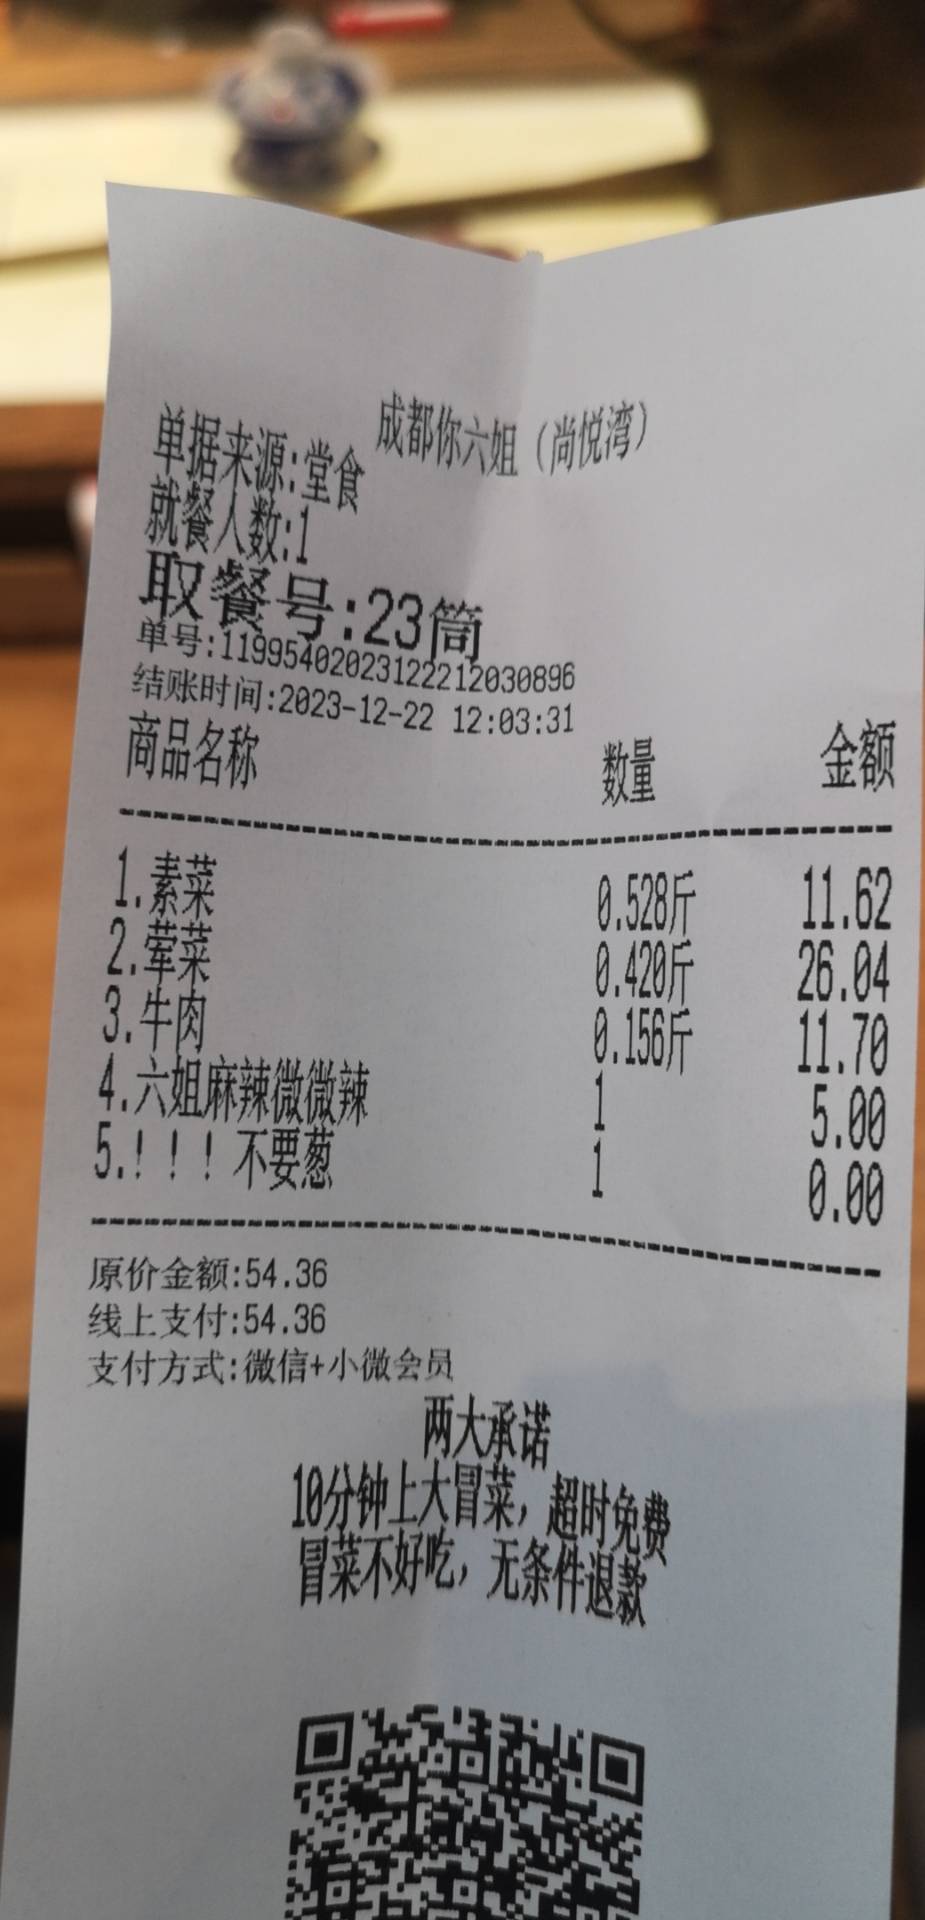 成都你六姐（尚悦湾）
单据来源:堂食
就餐人数:1
取餐号:23筒
单号:11995402023122212030896
结账时间:2023-12-22 12:03:31
商品名称 数量 金额
1.素菜 0.528斤 11.62
2.荤菜 0.420斤 26.04
3.牛肉 0.156斤 11.70
4.六姐麻辣微微辣 1 5.00
5.！！！不要葱 1 0.00
原价金额:54.36
线上支付:54.36
支付方式:微信+小微会员
两大承诺
10分钟上大冒菜，超时免费
冒菜不好吃，无条件退款